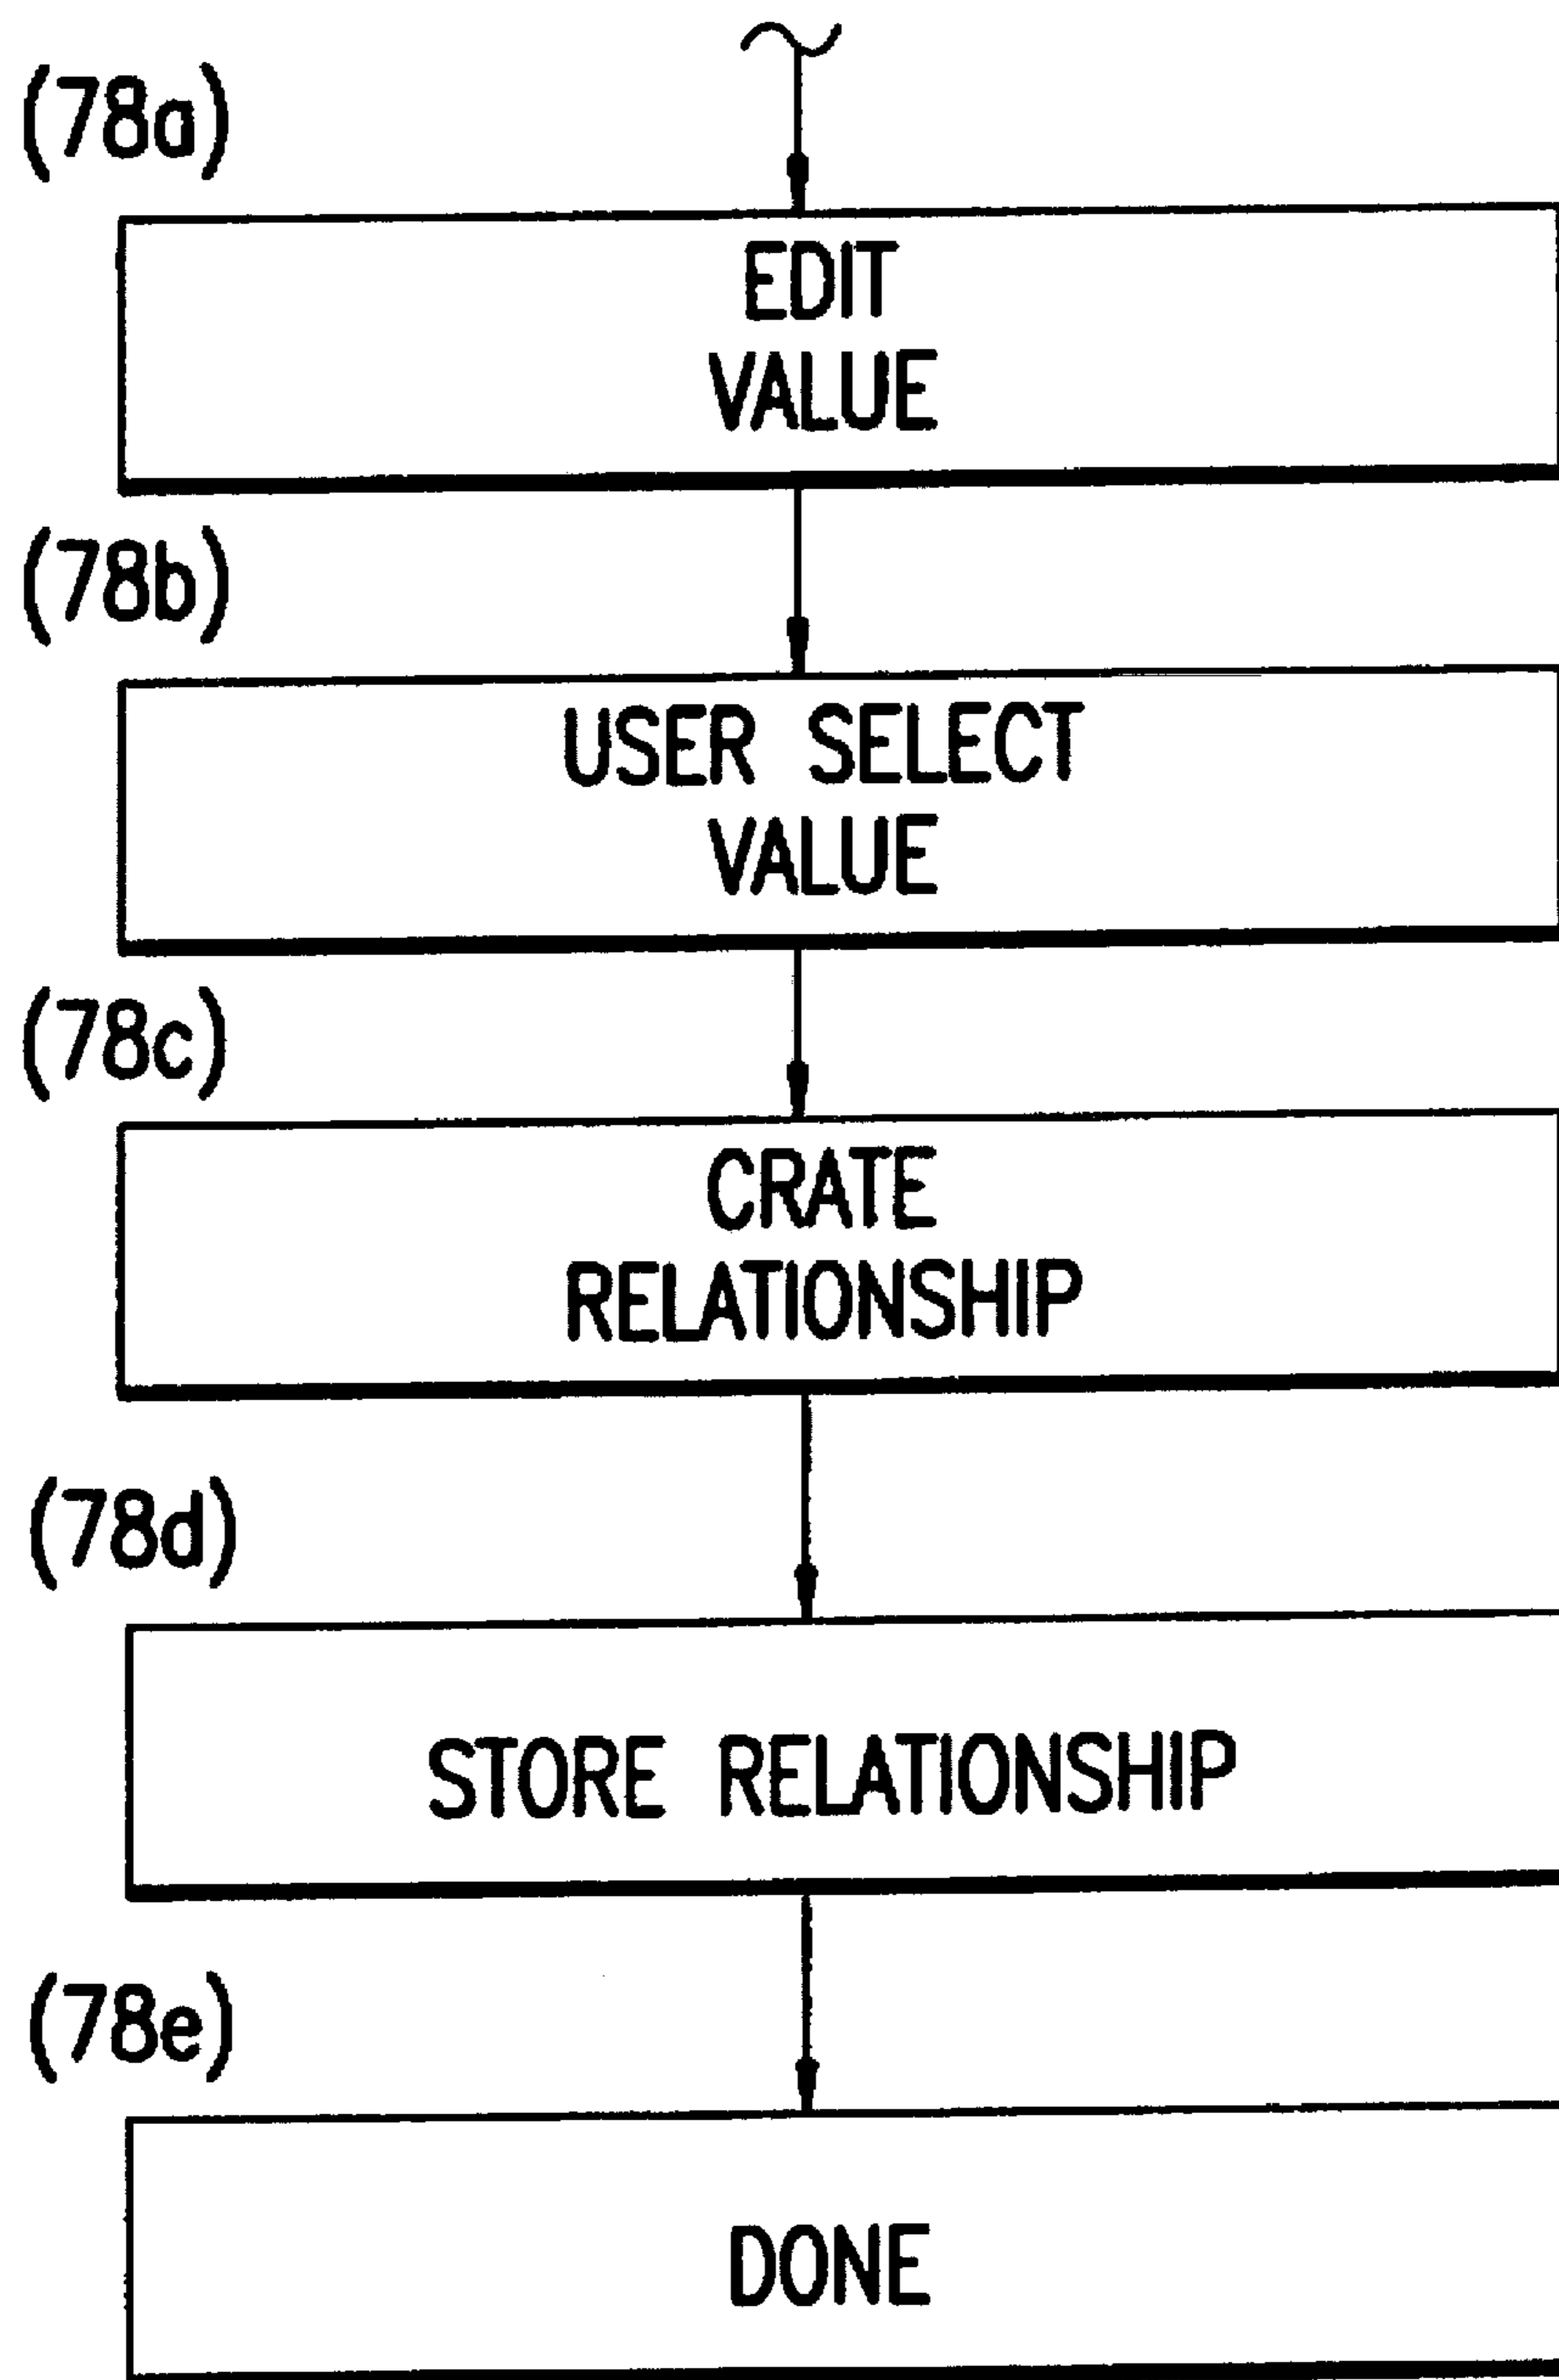 (78a)
EDIT
VALUE
(78b)
USER SELECT
VALUE
(78c)
CRATE
RELATIONSHIP
(78d)
STORE RELATIONSHIP
(78e)
DONE